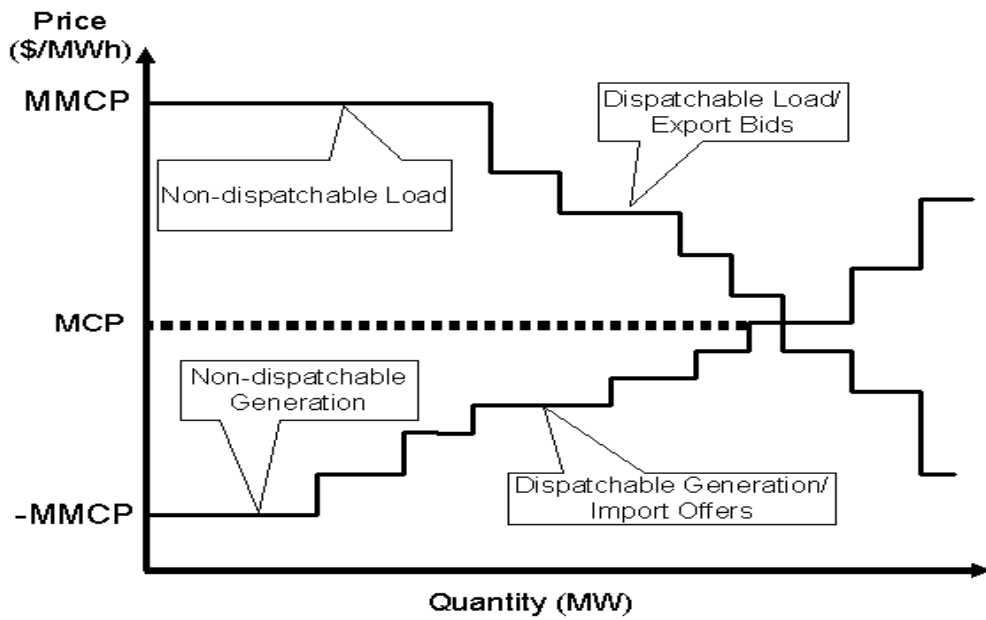 Price
($/MWh)
MMCP
Dispatchable Load/
Export Bids
Non-dispatchable Load
MCP
Non-dispatchable
Generation
Dispatchable Generation/
Import Offers
-MMCP
Quantity (MW)